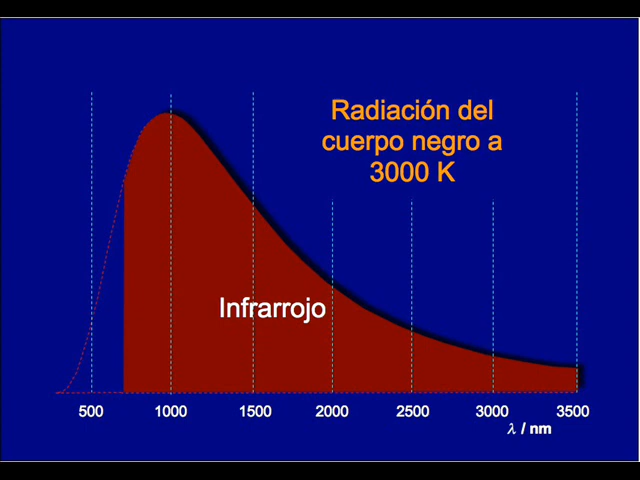 Radiación del
cuerpo negro a
3000 K
Infrarrojo
500 1000 1500 2000 2500 3000 3500
λ / nm